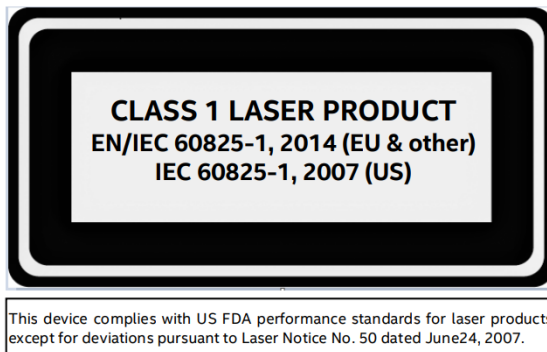 CLASS 1 LASER PRODUCT
EN/IEC 60825-1, 2014 (EU & other)
IEC 60825-1, 2007 (US)
This device complies with US FDA performance standards for laser products
except for deviations pursuant to Laser Notice No. 50 dated June24, 2007.